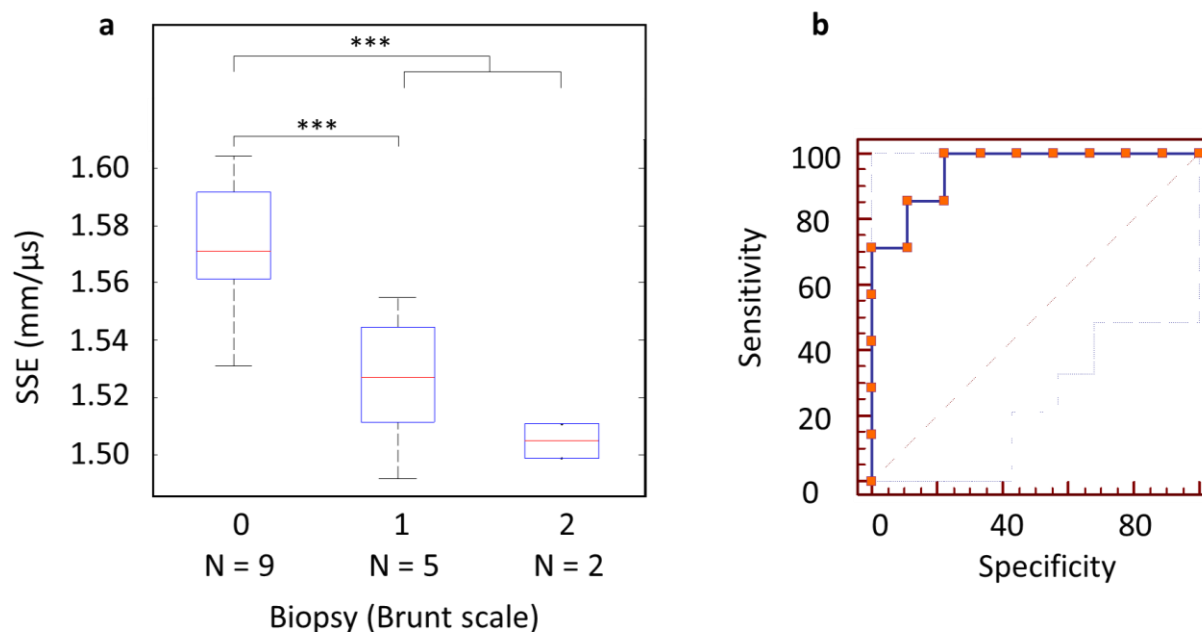 a
***
***
SSE (mm/µs)
1.60
1.58
1.56
1.54
1.52
1.50
0
1
2
N = 9
N = 5
N = 2
Biopsy (Brunt scale)
b
Sensitivity
100
80
60
40
20
0
0
40
80
Specificity